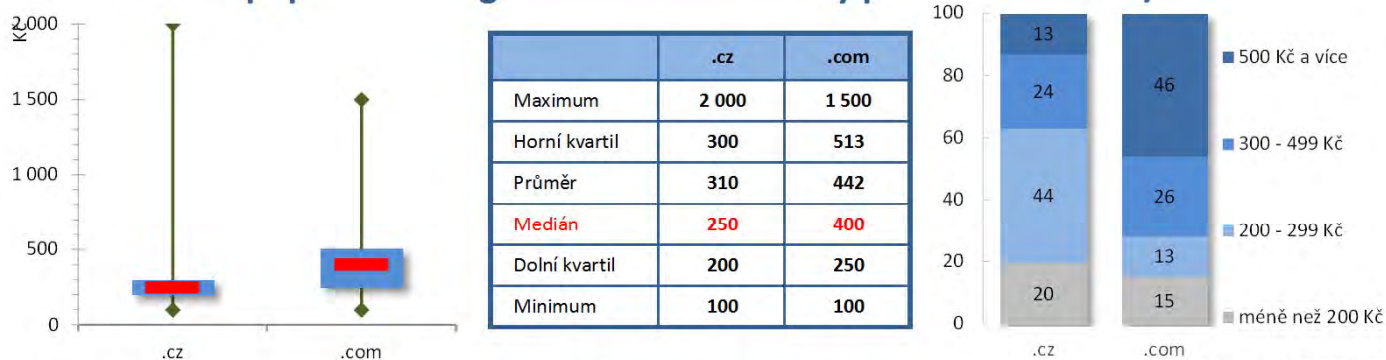 Kč
2 000
1 500
1 000
500
0
.cz
.com
.cz .com
Maximum 2 000 1 500
Horní kvartil 300 513
Průměr 310 442
Medián 250 400
Dolní kvartil 200 250
Minimum 100 100
100
80
60
40
20
0
13
24
44
20
46
26
13
15
.cz
.com
500 Kč a více
300 - 499 Kč
200 - 299 Kč
méně než 200 Kč